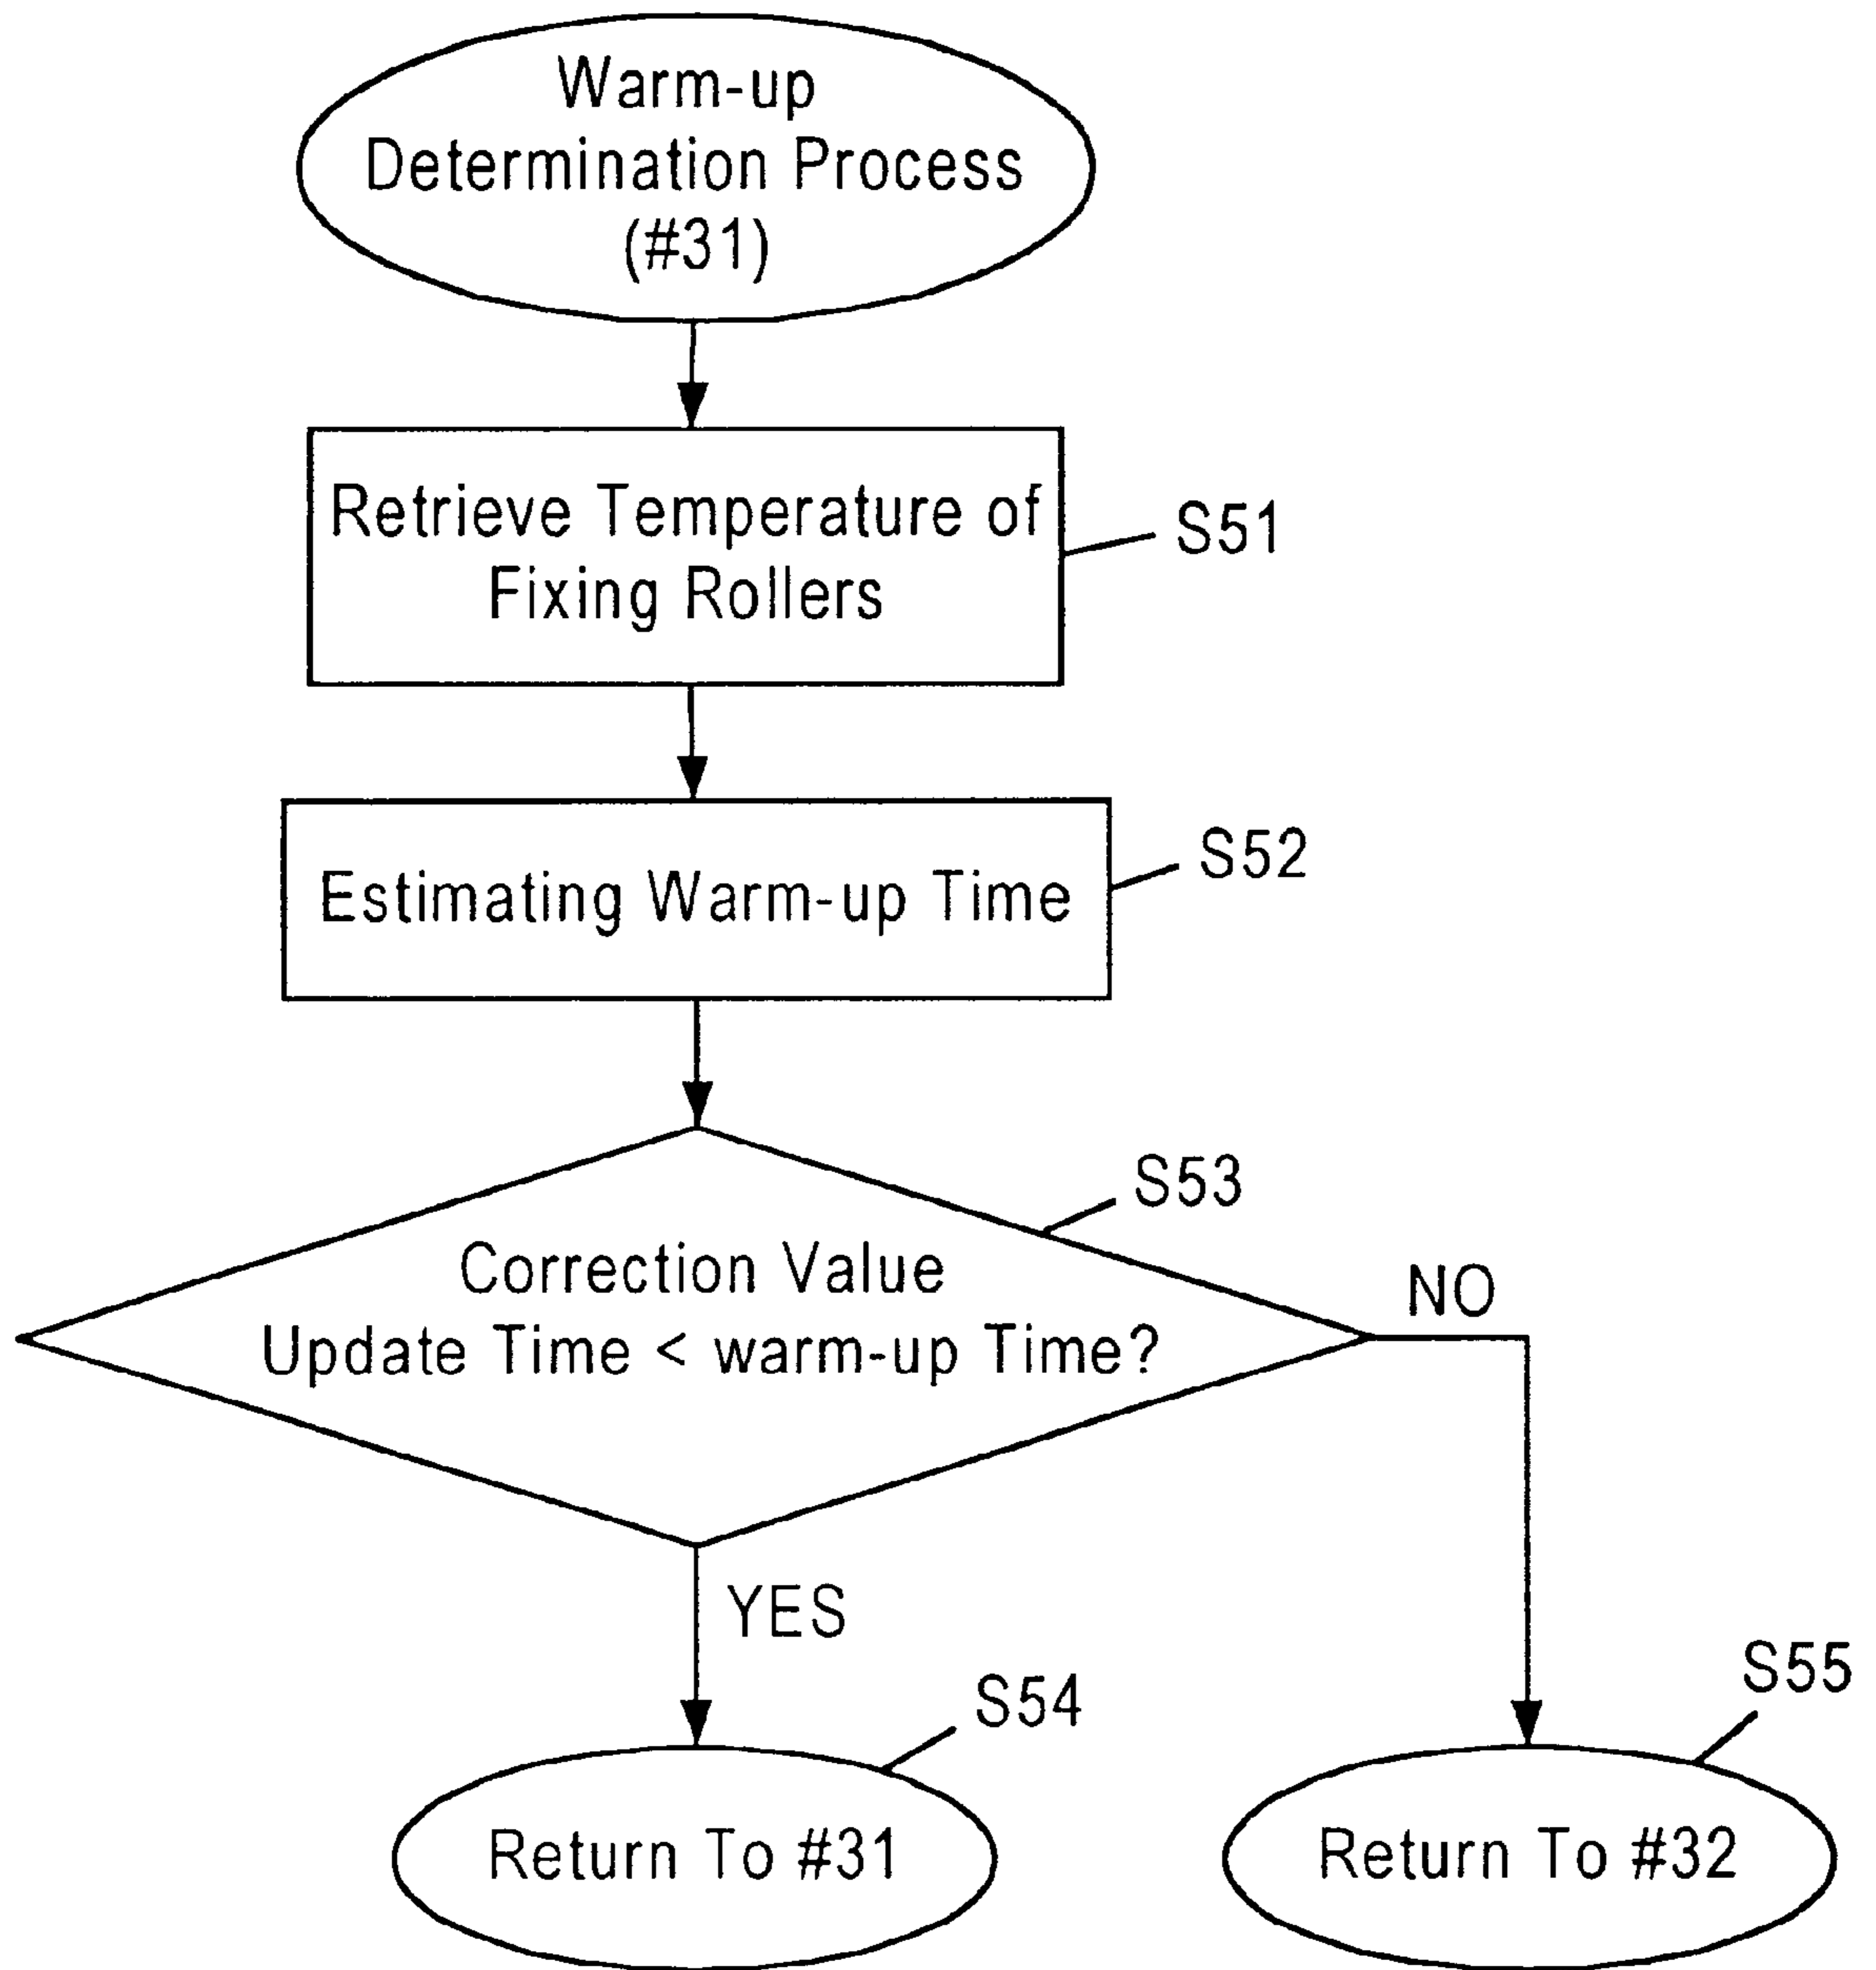 Warm-up
Determination Process
(#31)
Retrieve Temperature of
Fixing Rollers
S51
Estimating Warm-up Time
S52
S53
Correction Value
Update Time < warm-up Time?
NO
YES
S54
S55
Return To #31
Return To #32